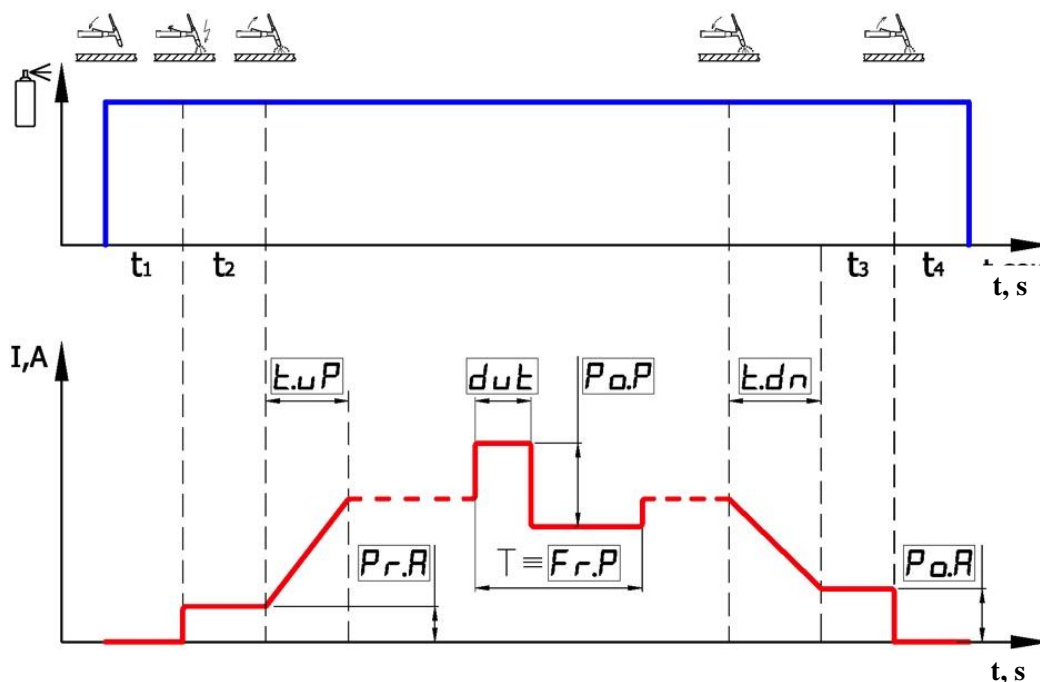 t1
t2
t3
t4
t, s
I,A
t.uP
dut
Po.P
t.dn
Pr.A
T ≡ Fr.P
Po.A
t, s